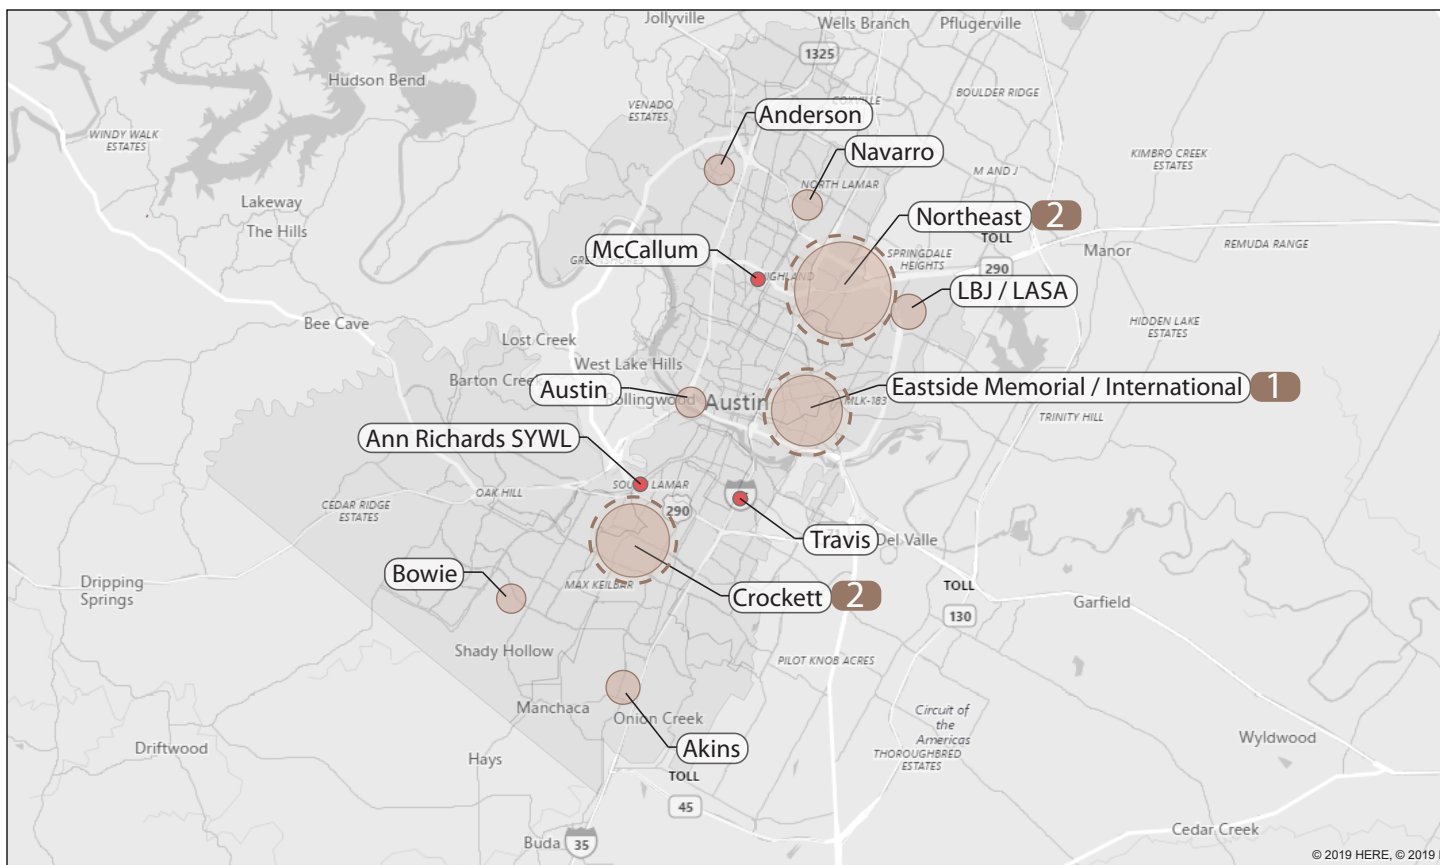 Jollyville
Wells Branch
Pflugerville
1325
Hudson Bend
VENADO
ESTATES
COXVILLE
BOULDER RIDGE
Anderson
WINDY WALK
ESTATES
Navarro
KIMBRO CREEK
ESTATES
M AND J
NORTH LAMAR
Lakeway
The Hills
Northeast
2
TOLL
290
Manor
REMUDA RANGE
McCallum
SPRINGDALE
HEIGHTS
HIGHLAND
LBJ / LASA
Bee Cave
HIDDEN LAKE
ESTATES
Lost Creek
West Lake Hills
Barton Creek
Austin
Rollingwood
Austin
Eastside Memorial / International
1
MLK-183
TRINITY HILL
Ann Richards SYWL
SOUTH LAMAR
OAK HILL
CEDAR RIDGE
ESTATES
290
Travis
Del Valle
Bowie
Dripping
Springs
MAX KEILBAR
Crockett
2
TOLL
130
Garfield
Shady Hollow
PILOT KNOB ACRES
Manchaca
Onion Creek
Circuit of
the
Americas
THOROUGHBRED
ESTATES
Akins
Driftwood
Hays
Wyldwood
TOLL
45
Buda
35
Cedar Creek
© 2019 HERE, © 2019